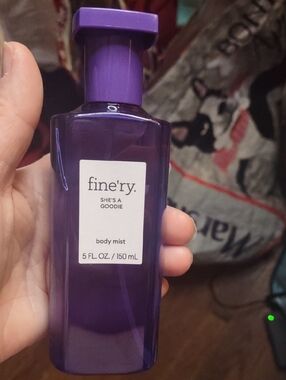 fine'ry.
SHE'S A
GOODIE
body mist
5 FL. OZ. / 150 mL